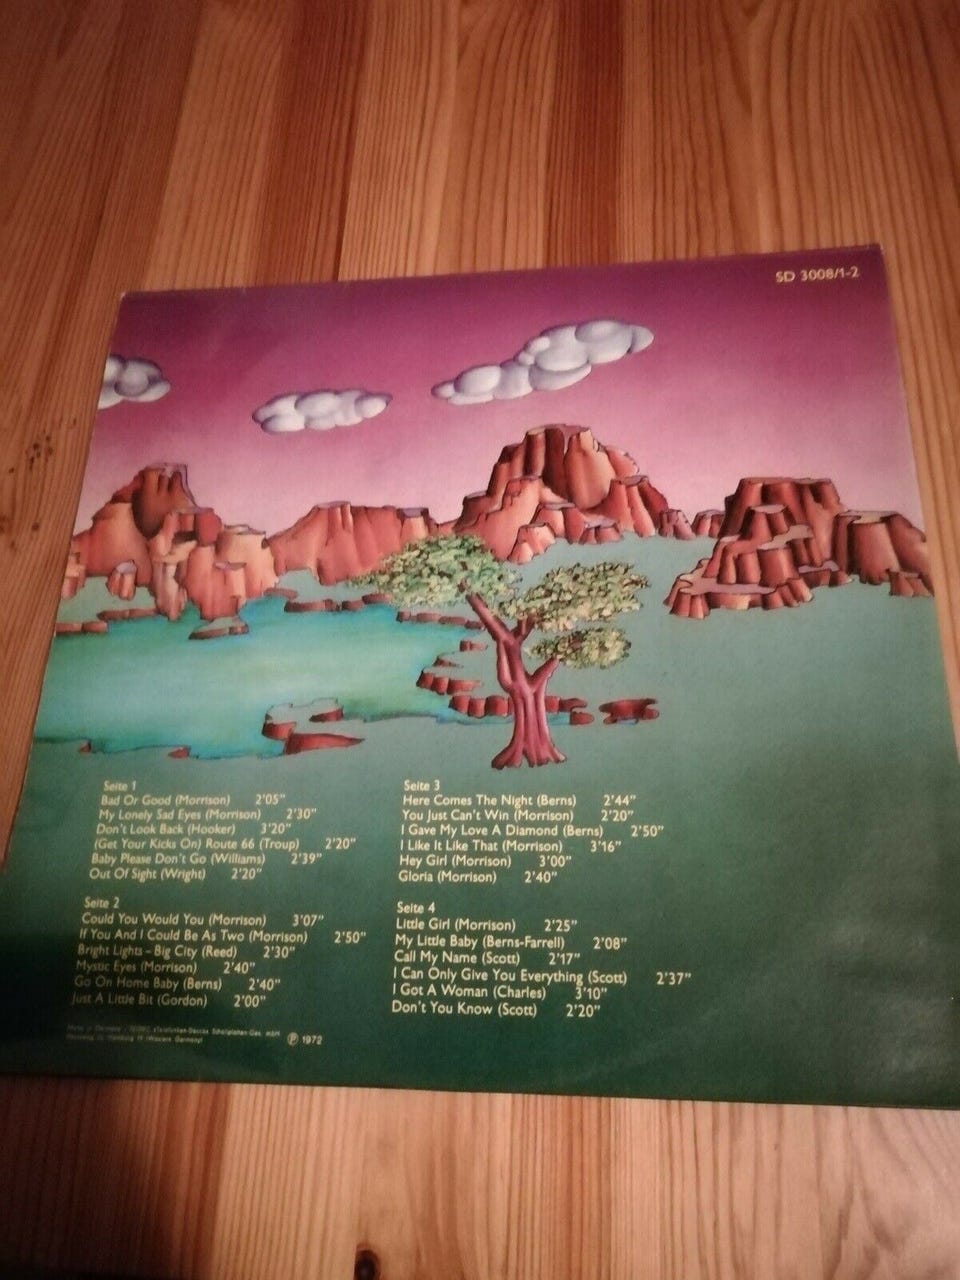 SD 3008/1-2
Seite 1
Bad Or Good (Morrison) 2'05"
My Lonely Sad Eyes (Morrison) 2'30"
Don't Look Back (Hooker) 3'20"
(Get Your Kicks On) Route 66 (Troup) 2'20"
Baby Please Don't Go (Williams) 2'39"
Out Of Sight (Wright) 2'20"
Seite 2
Could You Would You (Morrison) 3'07"
If You And I Could Be As Two (Morrison) 2'50"
Bright Lights – Big City (Reed) 2'30"
Mystic Eyes (Morrison) 2'40"
Go On Home Baby (Berns) 2'40"
Just A Little Bit (Gordon) 2'00"
Seite 3
Here Comes The Night (Berns) 2'44"
You Just Can't Win (Morrison) 2'20"
I Gave My Love A Diamond (Berns) 2'50"
I Like It Like That (Morrison) 3'16"
Hey Girl (Morrison) 3'00"
Gloria (Morrison) 2'40"
Seite 4
Little Girl (Morrison) 2'25"
My Little Baby (Berns-Farrell) 2'08"
Call My Name (Scott) 2'17"
I Can Only Give You Everything (Scott) 2'37"
I Got A Woman (Charles) 3'10"
Don't You Know (Scott) 2'20"
Made in Germany
Hamburg 19 (Western Germany)
℗ 1972